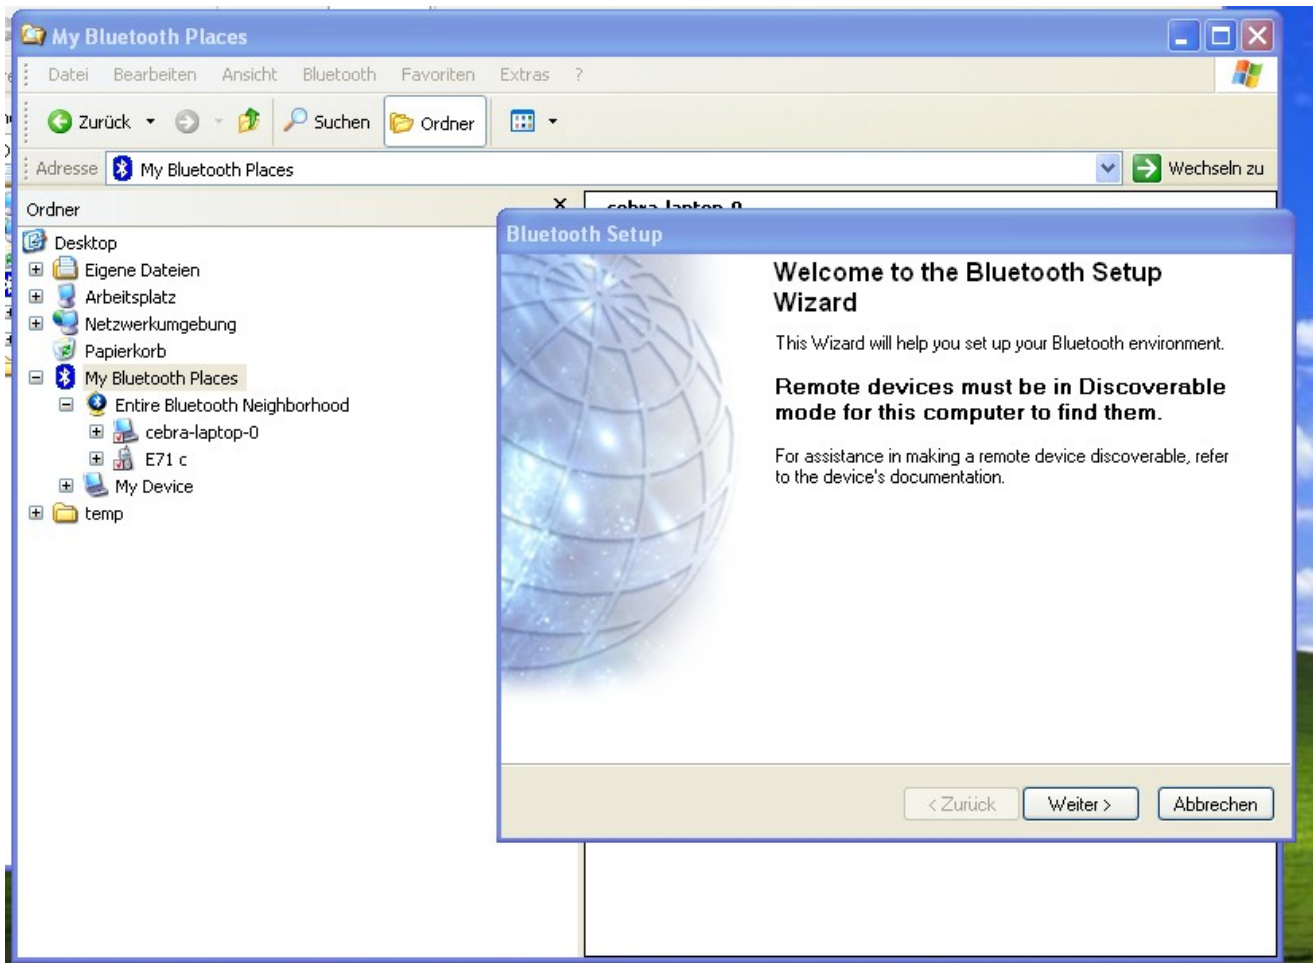 My Bluetooth Places
Datei Bearbeiten Ansicht Bluetooth Favoriten Extras ?
Zurück Suchen Ordner
Adresse My Bluetooth Places Wechseln zu
Ordner
cebra-laptop-0
Desktop
Eigene Dateien
Arbeitsplatz
Netzwerkumgebung
Papierkorb
My Bluetooth Places
Entire Bluetooth Neighborhood
cebra-laptop-0
E71 c
My Device
temp
Bluetooth Setup
Welcome to the Bluetooth Setup
Wizard
This Wizard will help you set up your Bluetooth environment.
Remote devices must be in Discoverable
mode for this computer to find them.
For assistance in making a remote device discoverable, refer
to the device's documentation.
< Zurück Weiter > Abbrechen